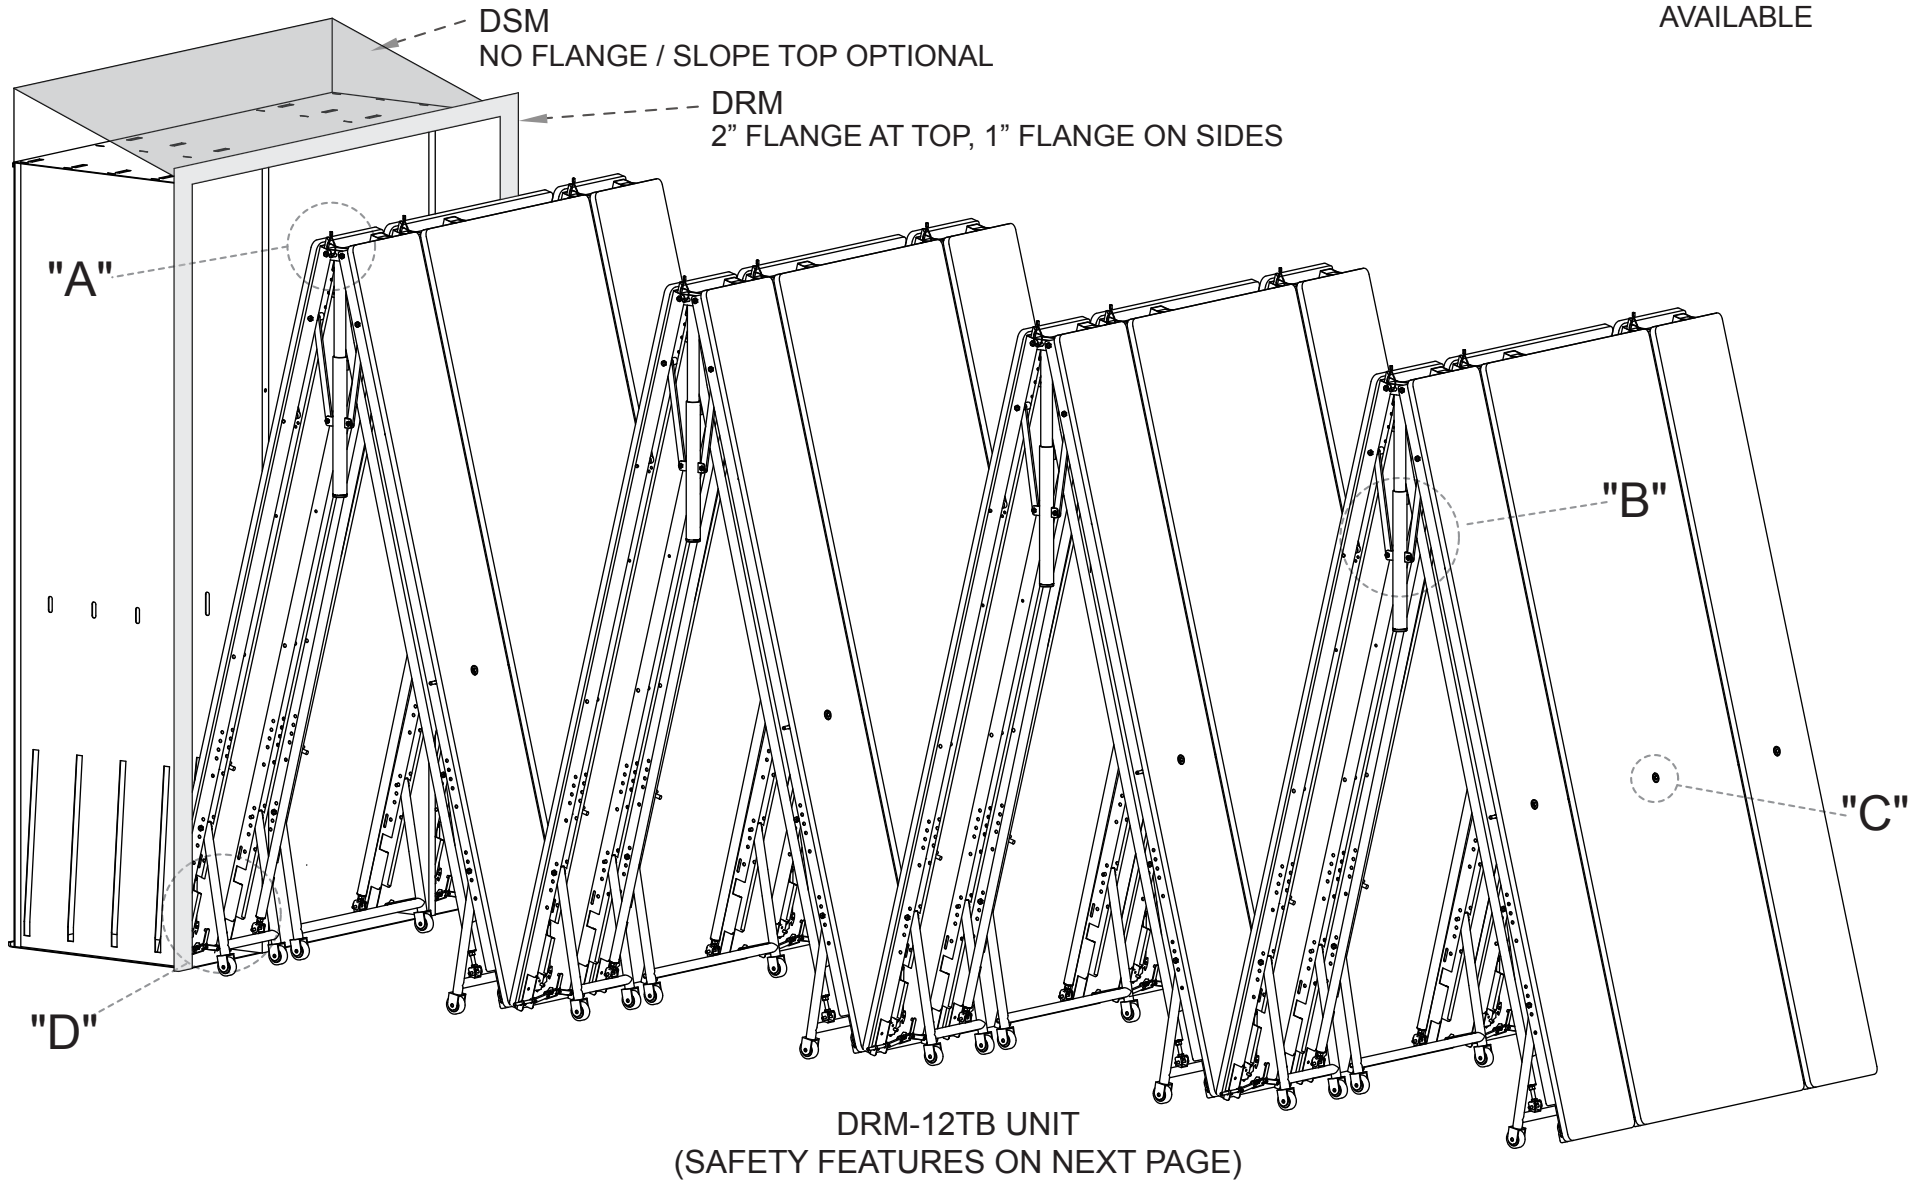 AVAILABLE
DSM
NO FLANGE / SLOPE TOP OPTIONAL
DRM
2” FLANGE AT TOP, 1” FLANGE ON SIDES
"A"
"B"
"C"
"D"
DRM-12TB UNIT
(SAFETY FEATURES ON NEXT PAGE)